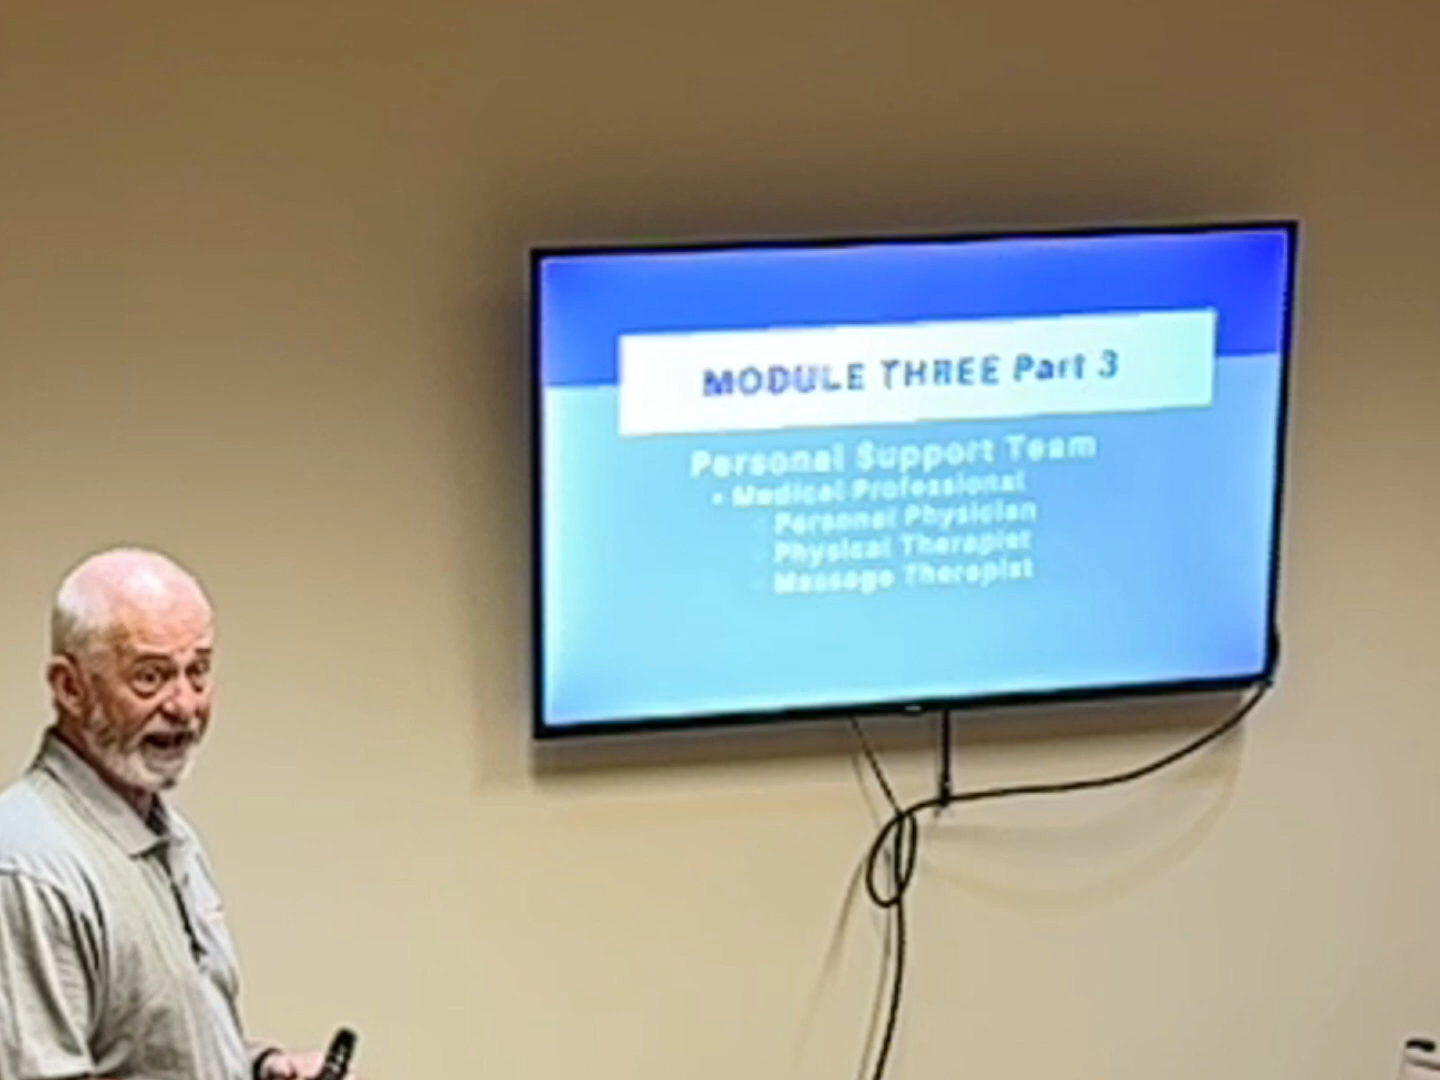 MODULE THREE Part 3
Personal Support Team
• Medical Professional
Personal Physician
Physical Therapist
Massage Therapist